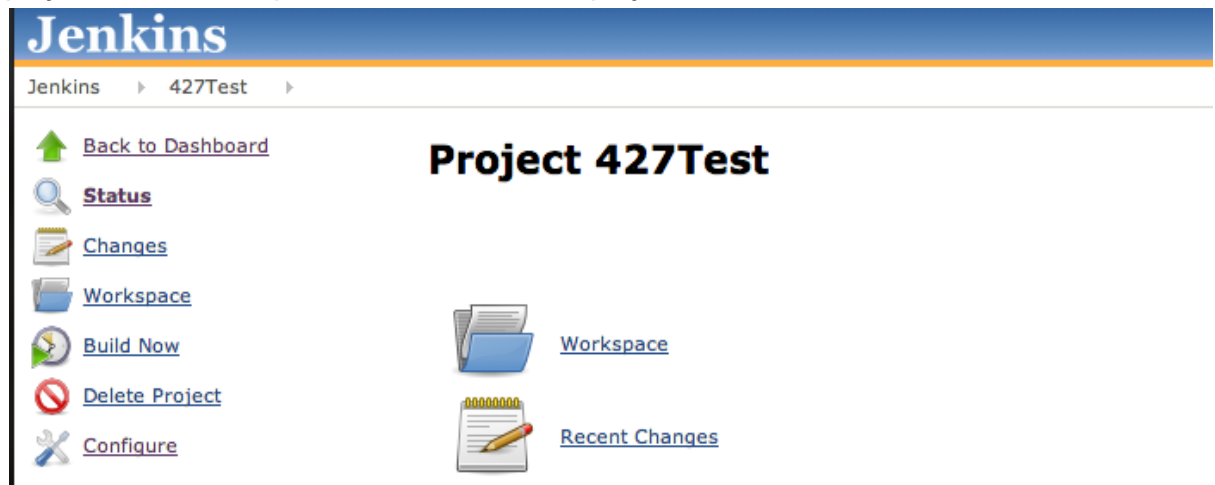 Jenkins
Jenkins 427Test
Back to Dashboard
Status
Changes
Workspace
Build Now
Delete Project
Configure
Project 427Test
Workspace
Recent Changes